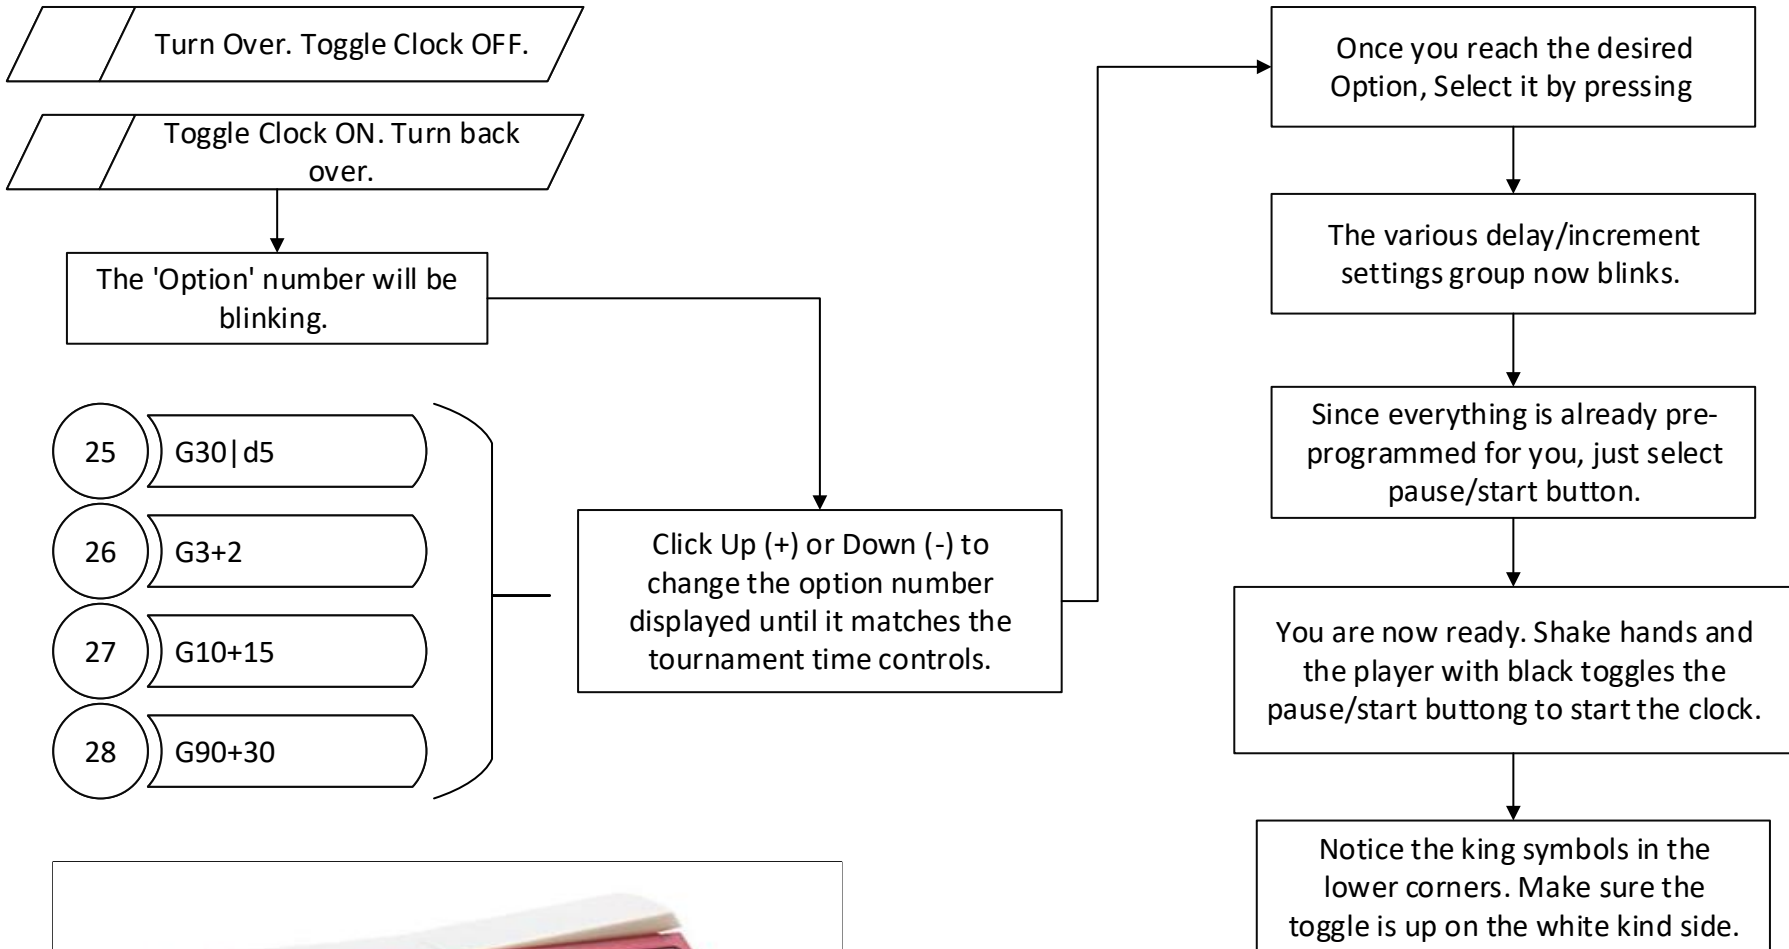 Turn Over. Toggle Clock OFF.
Toggle Clock ON. Turn back
over.
The 'Option' number will be
blinking.
25 G30|d5
26 G3+2
27 G10+15
28 G90+30
Click Up (+) or Down (-) to
change the option number
displayed until it matches the
tournament time controls.
Once you reach the desired
Option, Select it by pressing
The various delay/increment
settings group now blinks.
Since everything is already pre-
programmed for you, just select
pause/start button.
You are now ready. Shake hands and
the player with black toggles the
pause/start buttong to start the clock.
Notice the king symbols in the
lower corners. Make sure the
toggle is up on the white kind side.